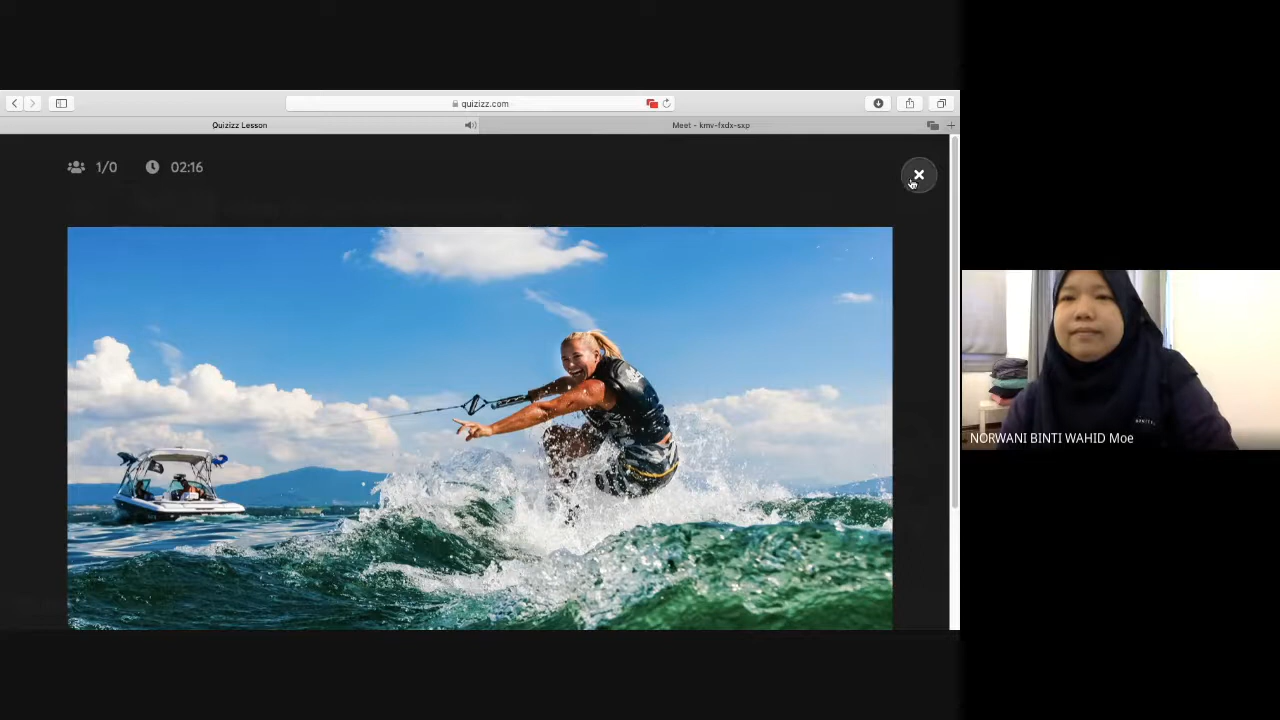 quizizz.com
Quizizz Lesson
Meet - kmv-fxdx-sxp
1/0
02:16
NORWANI BINTI WAHID Moe